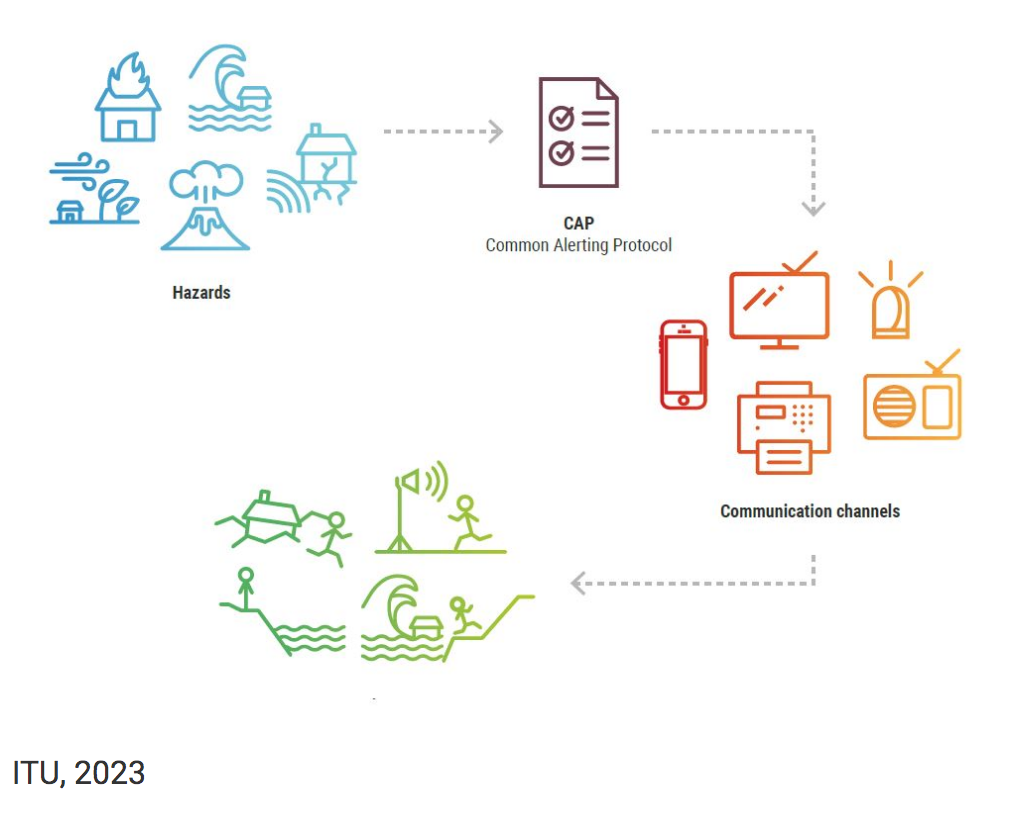 CAP
Common Alerting Protocol
Hazards
Communication channels
ITU, 2023